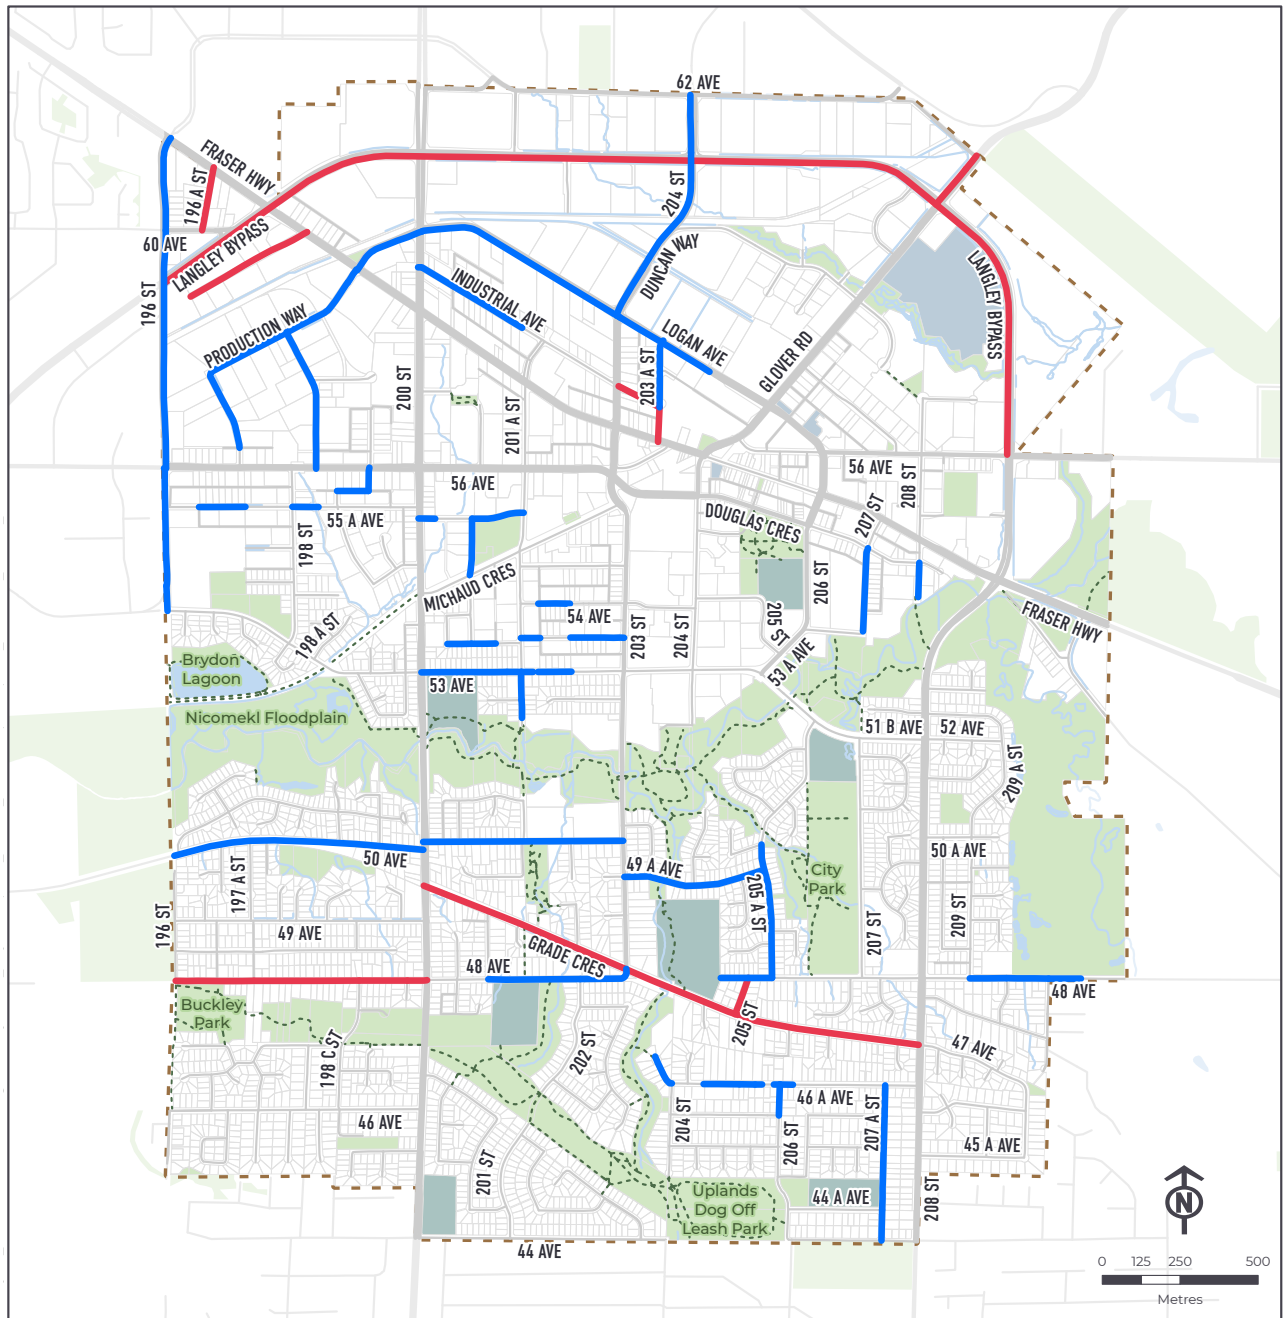 62 AVE
FRASER HWY
196 A ST
204 ST
60 AVE
LANGLEY BYPASS
DUNCAN WAY
LANGLEY BYPASS
196 ST
INDUSTRIAL AVE
PRODUCTION WAY
LOGAN AVE
GLOVER RD
203 A ST
200 ST
201 A ST
56 AVE
208 ST
56 AVE
55 A AVE
DOUGLAS CRES
207 ST
198 ST
MICHAUD CRES
206 ST
54 AVE
205 ST
FRASER HWY
198 A ST
203 ST
204 ST
53 A AVE
Brydon
Lagoon
53 AVE
Nicomekl Floodplain
51 B AVE
52 AVE
209 A ST
50 AVE
50 A AVE
49 A AVE
City
Park
197 A ST
205 A ST
209 ST
196 ST
49 AVE
207 ST
GRADE CRES
48 AVE
48 AVE
Buckley
Park
205 ST
198 C ST
202 ST
47 AVE
46 A AVE
46 AVE
204 ST
206 ST
207 A ST
45 A AVE
201 ST
Uplands
Dog Off
Leash Park
44 A AVE
208 ST
N
44 AVE
0 125 250 500
Metres